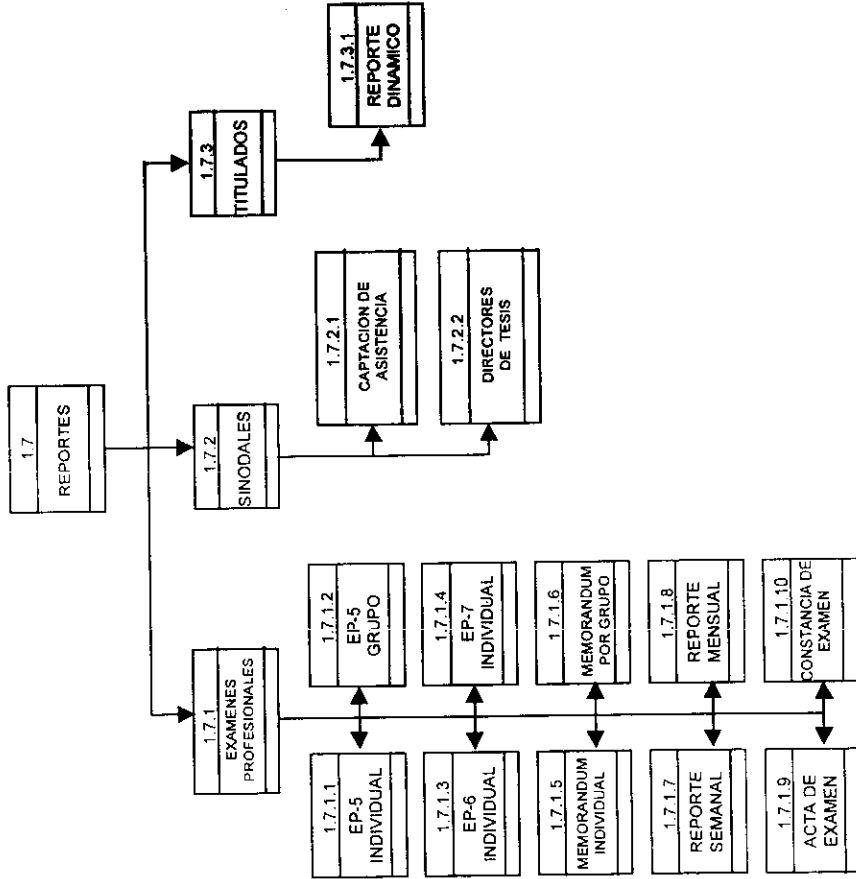 1.7
REPORTES
1.7.1
EXAMENES
PROFESIONALES
1.7.2
SINODALES
1.7.3
TITULADOS
1.7.1.1
EP-5
INDIVIDUAL
1.7.1.2
EP-5
GRUPO
1.7.1.3
EP-6
INDIVIDUAL
1.7.1.4
EP-7
INDIVIDUAL
1.7.1.5
MEMORANDUM
INDIVIDUAL
1.7.1.6
MEMORANDUM
POR GRUPO
1.7.1.7
REPORTE
SEMANAL
1.7.1.8
REPORTE
MENSUAL
1.7.1.9
ACTA DE
EXAMEN
1.7.1.10
CONSTANCIA DE
EXAMEN
1.7.2.1
CAPTACION DE
ASISTENCIA
1.7.2.2
DIRECTORES
DE TESIS
1.7.3.1
REPORTE
DINAMICO